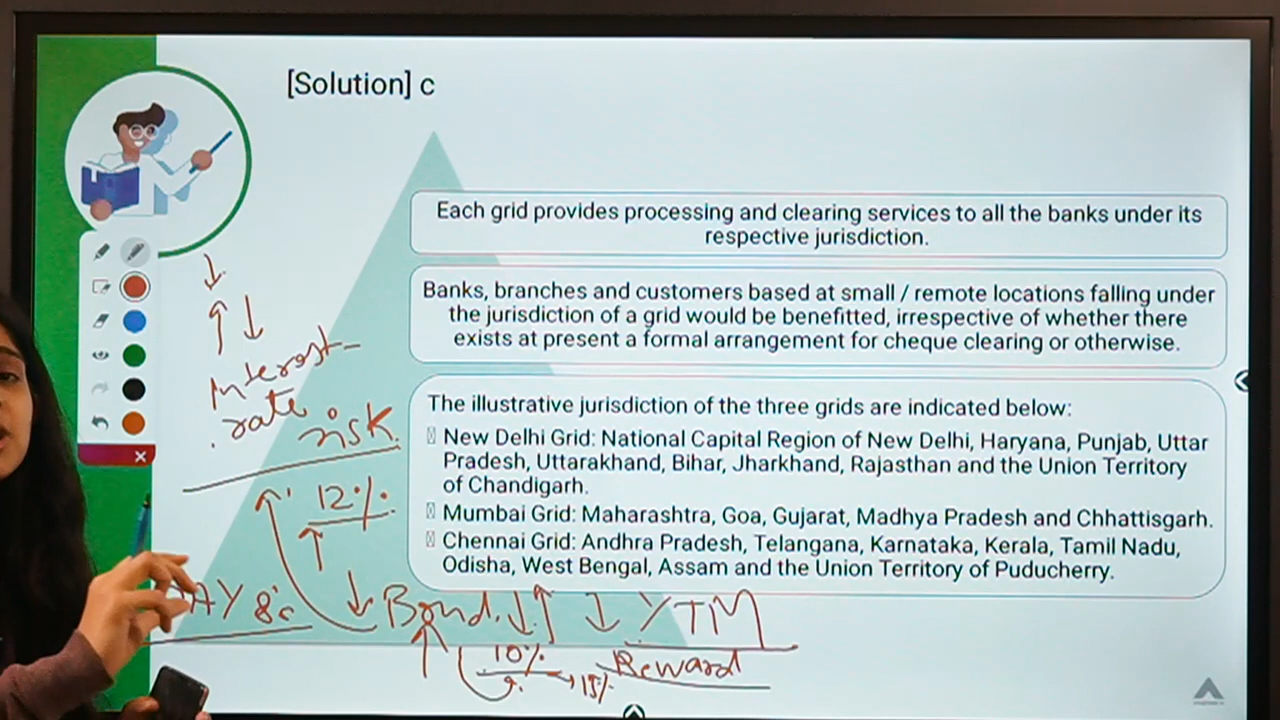 [Solution] c
Each grid provides processing and clearing services to all the banks under its
respective jurisdiction.
Banks, branches and customers based at small / remote locations falling under
the jurisdiction of a grid would be benefitted, irrespective of whether there
exists at present a formal arrangement for cheque clearing or otherwise.
The illustrative jurisdiction of the three grids are indicated below:
New Delhi Grid: National Capital Region of New Delhi, Haryana, Punjab, Uttar
Pradesh, Uttarakhand, Bihar, Jharkhand, Rajasthan and the Union Territory
of Chandigarh.
Mumbai Grid: Maharashtra, Goa, Gujarat, Madhya Pradesh and Chhattisgarh.
Chennai Grid: Andhra Pradesh, Telangana, Karnataka, Kerala, Tamil Nadu,
Odisha, West Bengal, Assam and the Union Territory of Puducherry.
Interest
rate
risk.
12%
Bond YTM
10% Reward
15%